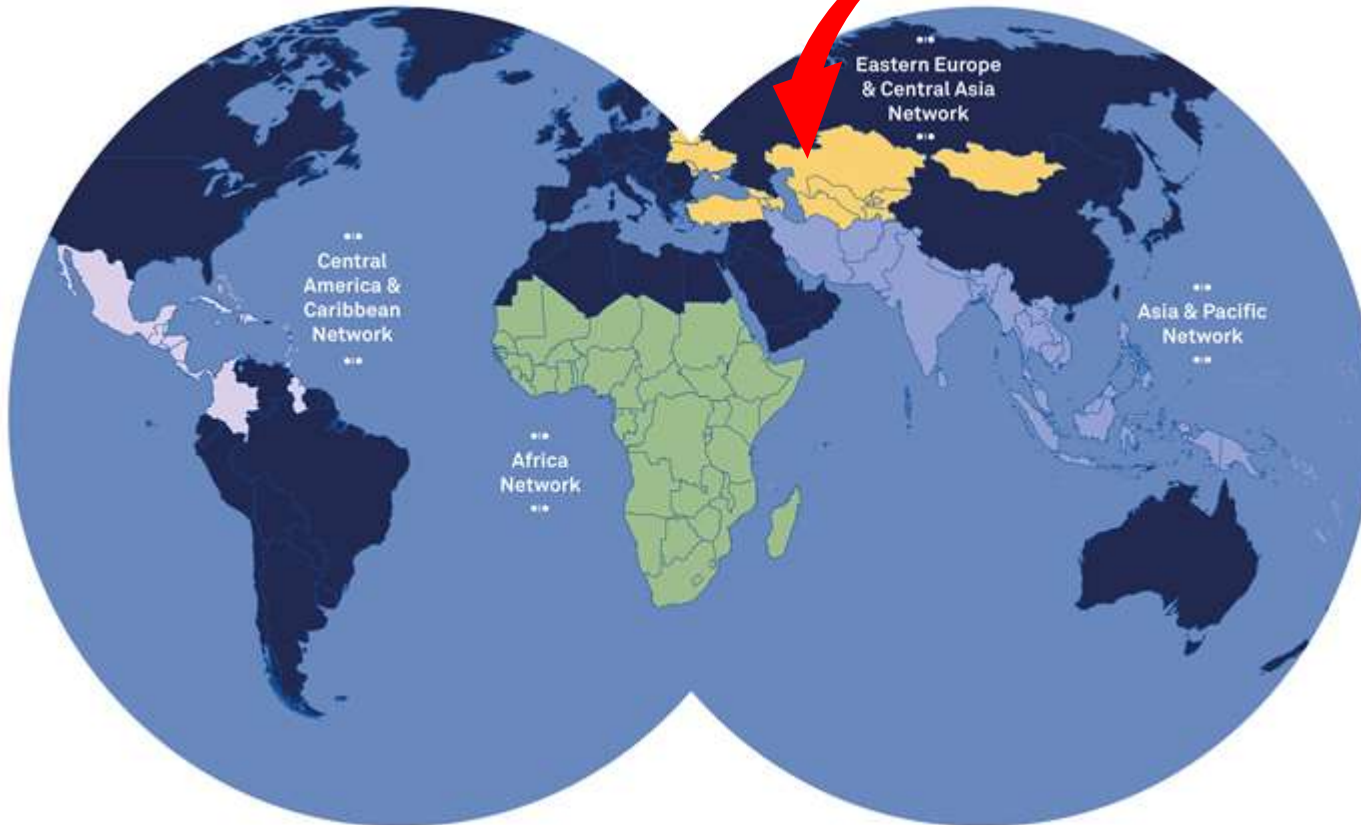 Eastern Europe
& Central Asia
Network
Central
America &
Caribbean
Network
Asia & Pacific
Network
Africa
Network